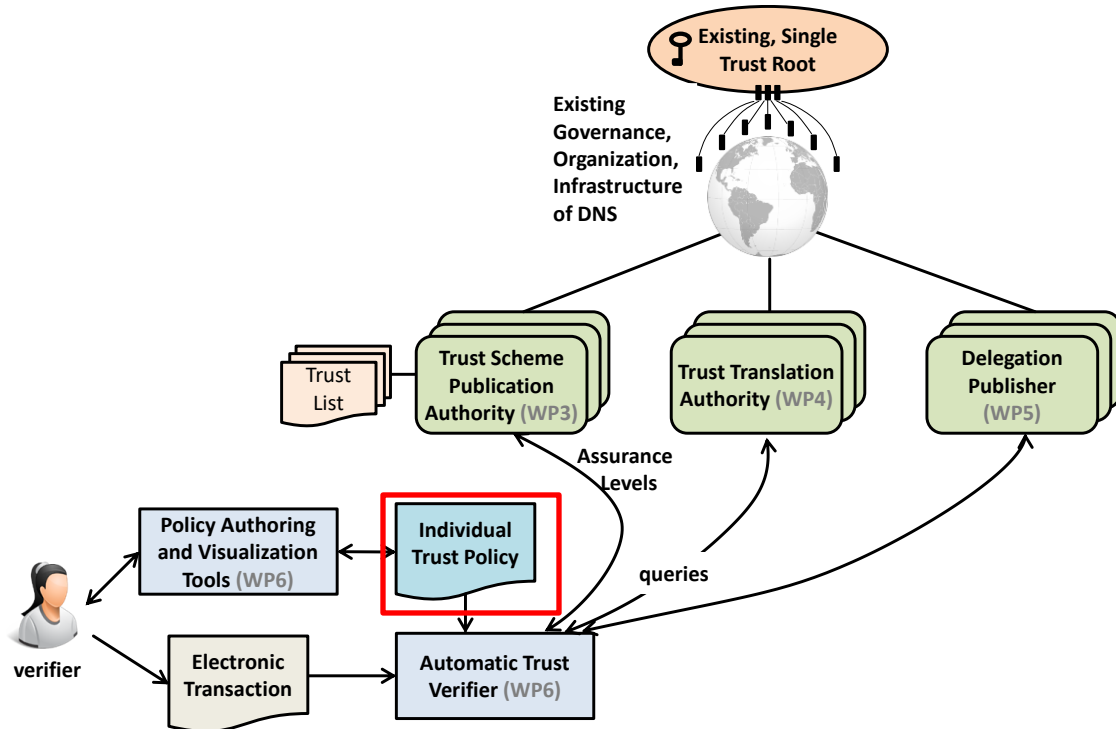 Existing, Single
Trust Root
Existing
Governance,
Organization,
Infrastructure
of DNS
Trust
List
Trust Scheme
Publication
Authority (WP3)
Trust Translation
Authority (WP4)
Delegation
Publisher
(WP5)
Assurance
Levels
Policy Authoring
and Visualization
Tools (WP6)
Individual
Trust Policy
queries
verifier
Electronic
Transaction
Automatic Trust
Verifier (WP6)